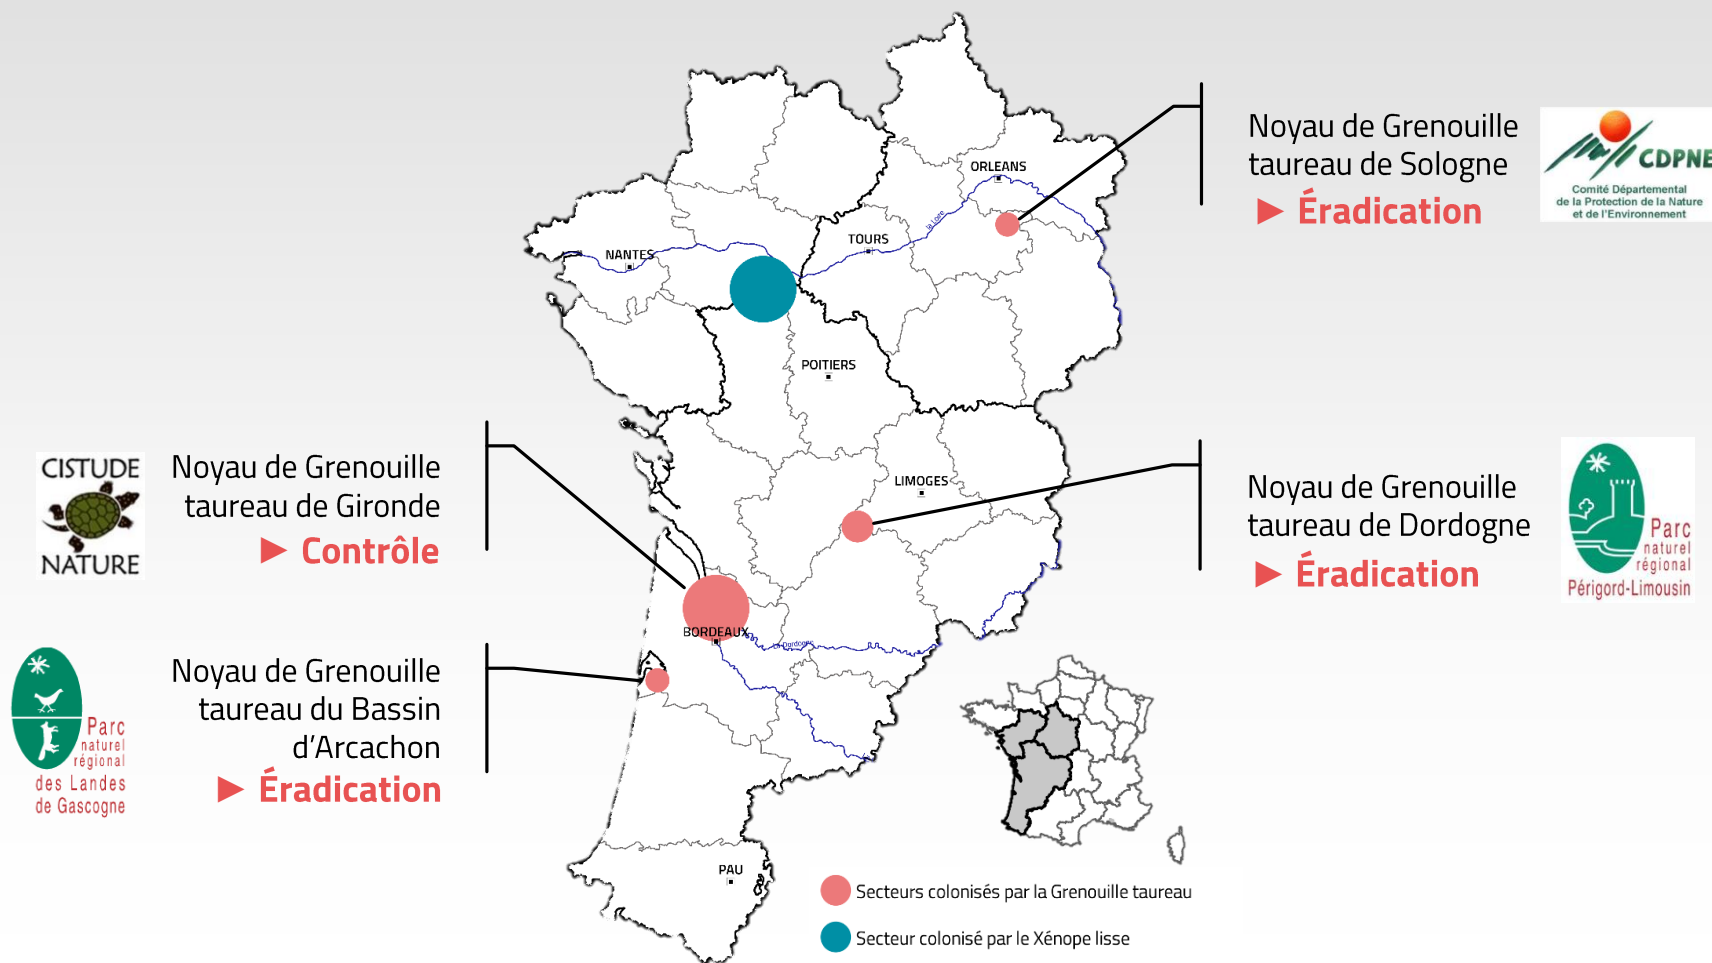 Noyau de Grenouille
taureau de Sologne
► Éradication
CDPNE
Comité Départemental
de la Protection de la Nature
et de l'Environnement
ORLEANS
la Loire
TOURS
NANTES
POITIERS
CISTUDE
NATURE
Noyau de Grenouille
taureau de Gironde
► Contrôle
LIMOGES
Noyau de Grenouille
taureau de Dordogne
► Éradication
Parc
naturel
régional
Périgord-Limousin
BORDEAUX
Dordogne
Parc
naturel
régional
des Landes
de Gascogne
Noyau de Grenouille
taureau du Bassin
d'Arcachon
► Éradication
PAU
Secteurs colonisés par la Grenouille taureau
Secteur colonisé par le Xénope lisse